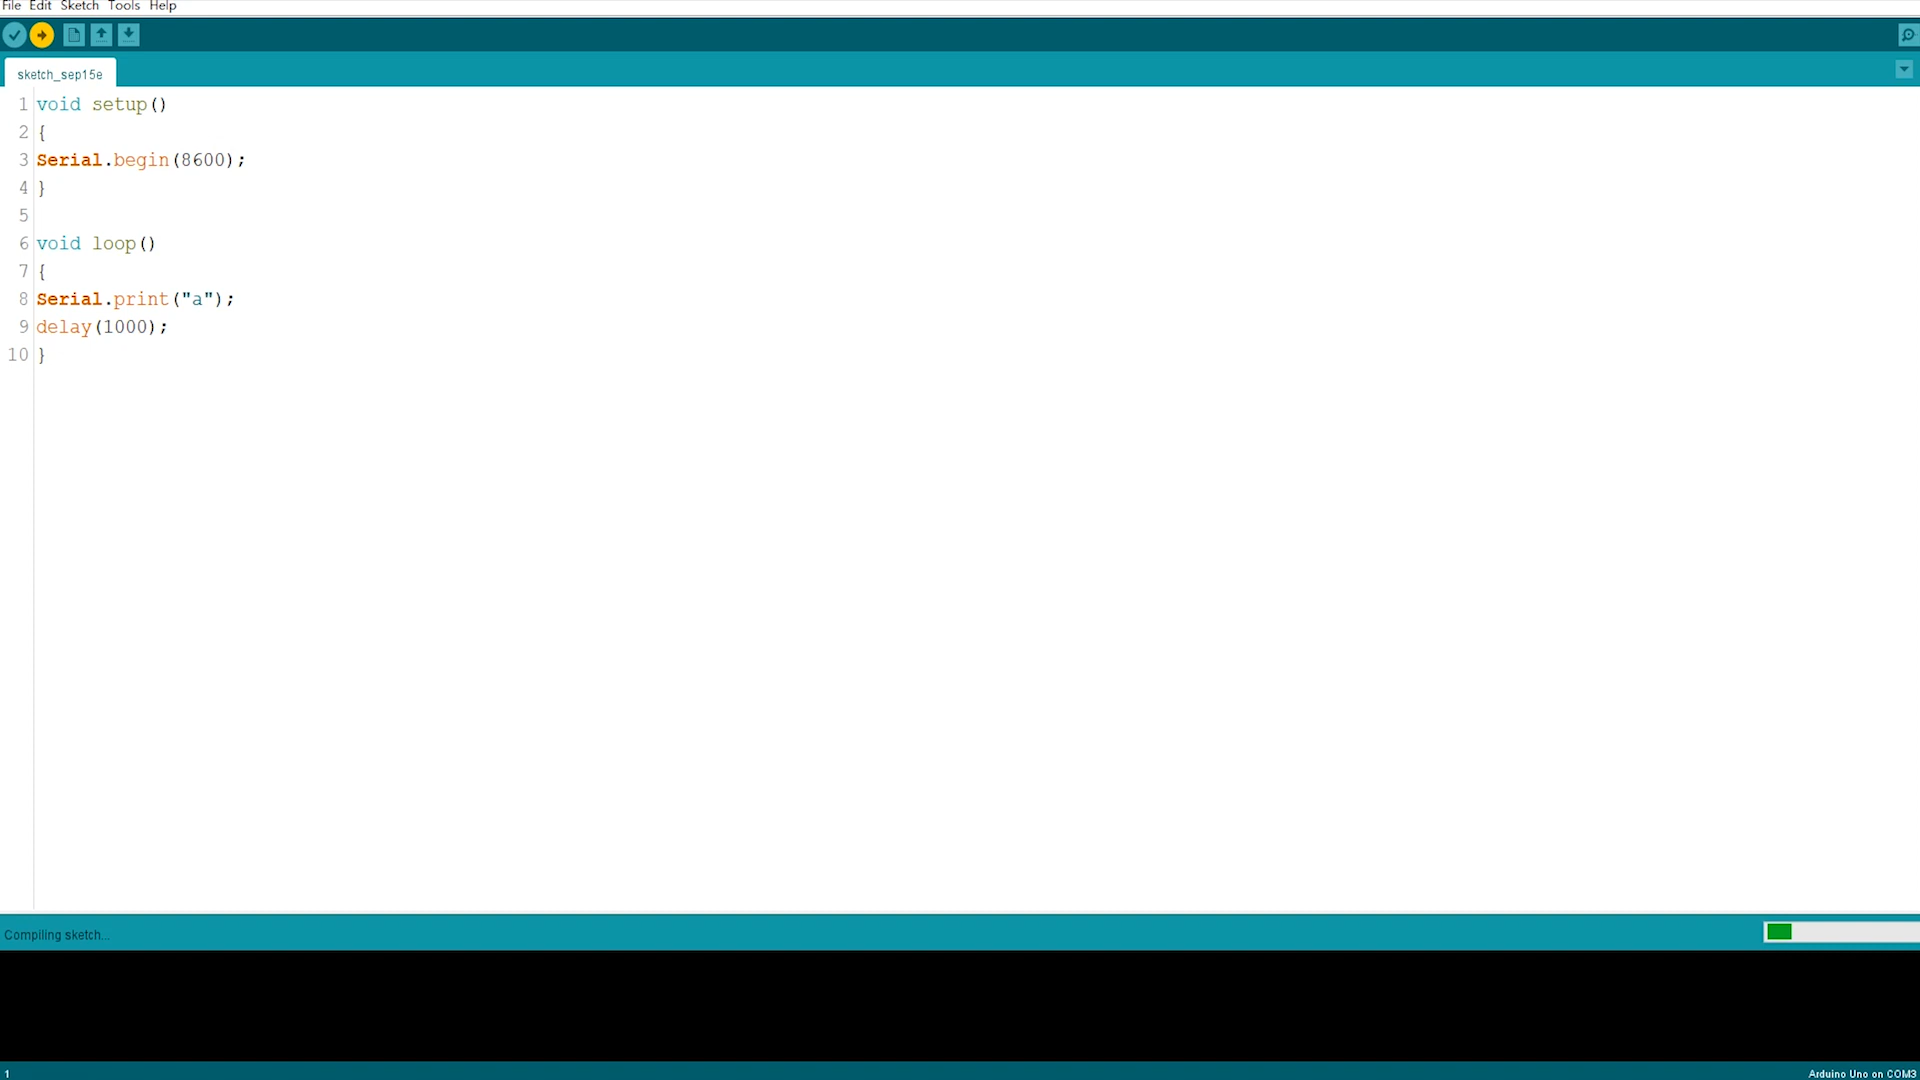 File Edit Sketch Tools Help
sketch_sep15e
1 void setup()
2 {
3 Serial.begin(8600);
4 }
5
6 void loop()
7 {
8 Serial.print("a");
9 delay(1000);
10 }
Compiling sketch...
1 Arduino Uno on COM3